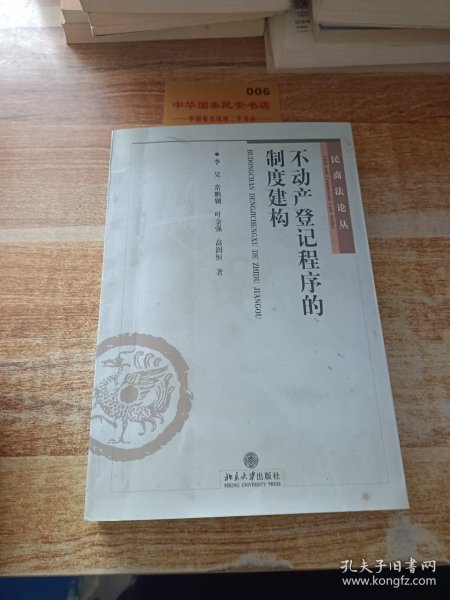 006
中华国泰民安书店
民商法论丛
不动产登记程序的
制度建构
BUDONGCHAN DENGJICHENGXU DE ZHIDU JIANGOU
李昊 常鹏翱 叶金强 高润恒 著
北京大学出版社
PEKING UNIVERSITY PRESS
孔夫子旧书网
www.kongfz.com